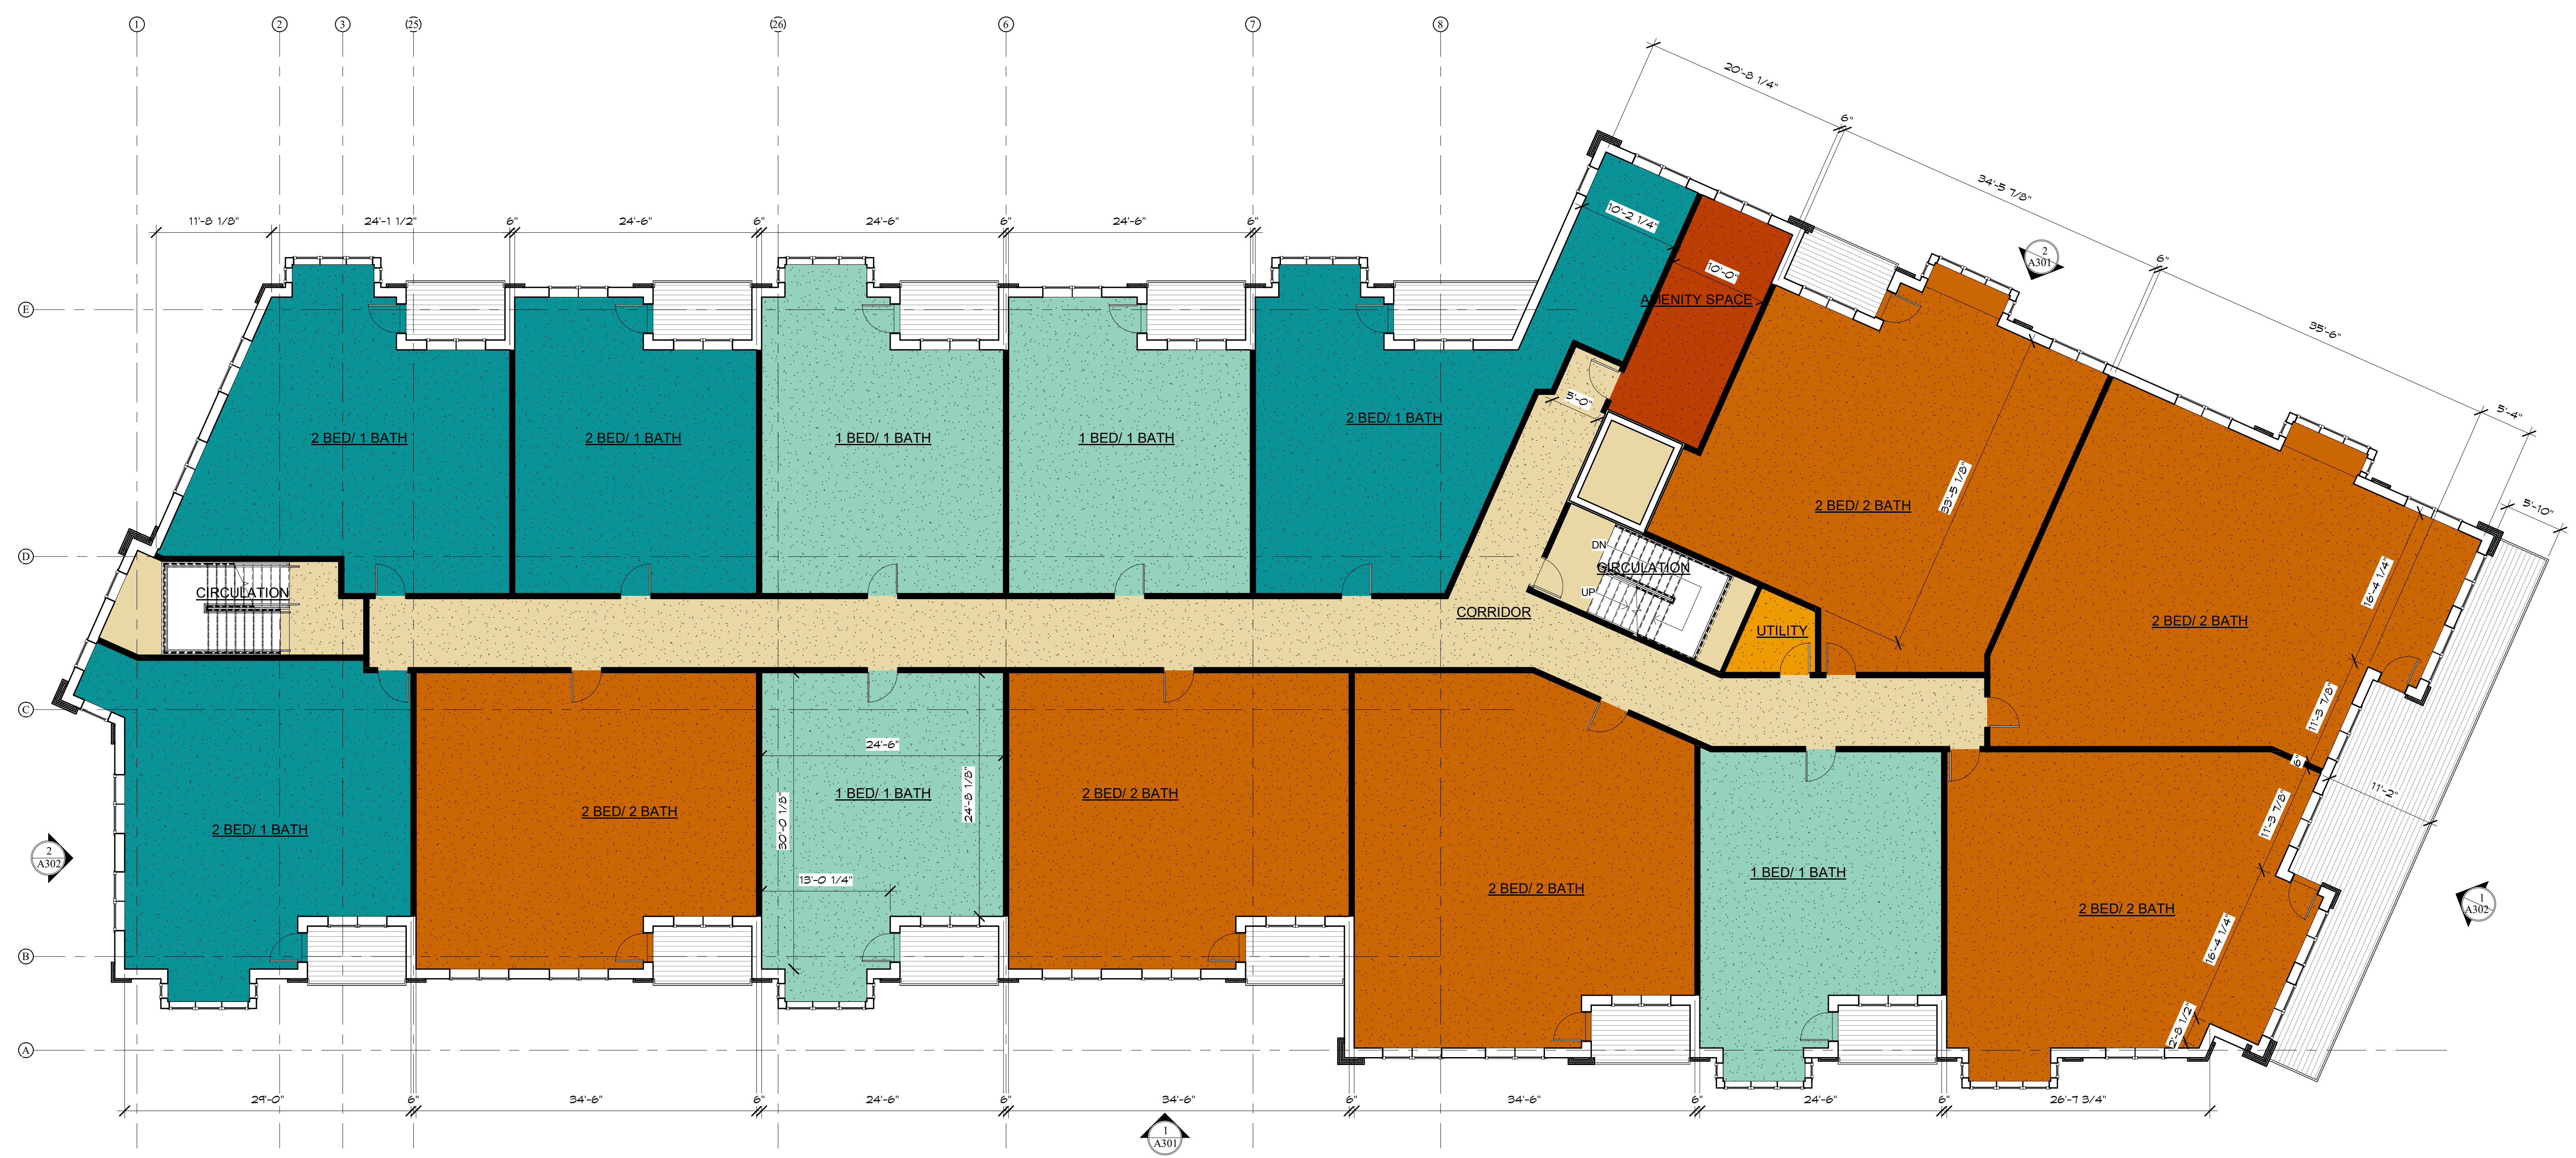 1 2 3 25 26 6 7 8
20'-8 1/4"
6"
34'-5 7/8"
6"
35'-6"
5'-4"
5'-10"
2
A301
11'-8 1/8" 24'-1 1/2" 6" 24'-6" 6" 24'-6" 6" 24'-6" 6"
10'-2 1/4"
10'-0"
AMENITY SPACE
E
5'-0"
2 BED/ 1 BATH
2 BED/ 1 BATH
2 BED/ 1 BATH
1 BED/ 1 BATH
1 BED/ 1 BATH
2 BED/ 2 BATH
33'-5 1/8"
D
DN
CIRCULATION
UP
CIRCULATION
CORRIDOR
UTILITY
2 BED/ 2 BATH
16'-4 1/4"
11'-3 7/8"
6"
11'-3 7/8"
16'-4 1/4"
2'-8 1/2"
11'-2"
C
24'-6"
1 BED/ 1 BATH
30'-0 1/8"
24'-8 1/8"
13'-0 1/4"
2 BED/ 1 BATH
2 BED/ 2 BATH
2 BED/ 2 BATH
2 BED/ 2 BATH
1 BED/ 1 BATH
2 BED/ 2 BATH
2
A302
1
A302
B
A
29'-0" 6" 34'-6" 6" 24'-6" 6" 34'-6" 6" 34'-6" 6" 24'-6" 6" 26'-7 3/4"
1
A301